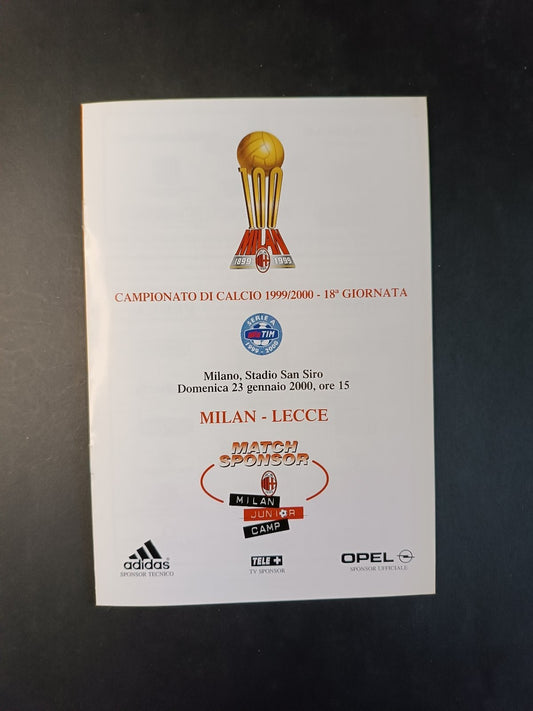 100
MILAN
1899 1999
CAMPIONATO DI CALCIO 1999/2000 - 18ª GIORNATA
SERIE A
TIM
1999 - 2000
Milano, Stadio San Siro
Domenica 23 gennaio 2000, ore 15
MILAN - LECCE
MATCH
SPONSOR
MILAN
JUNIOR
CAMP
adidas
SPONSOR TECNICO
TELE +
TV SPONSOR
OPEL
SPONSOR UFFICIALE